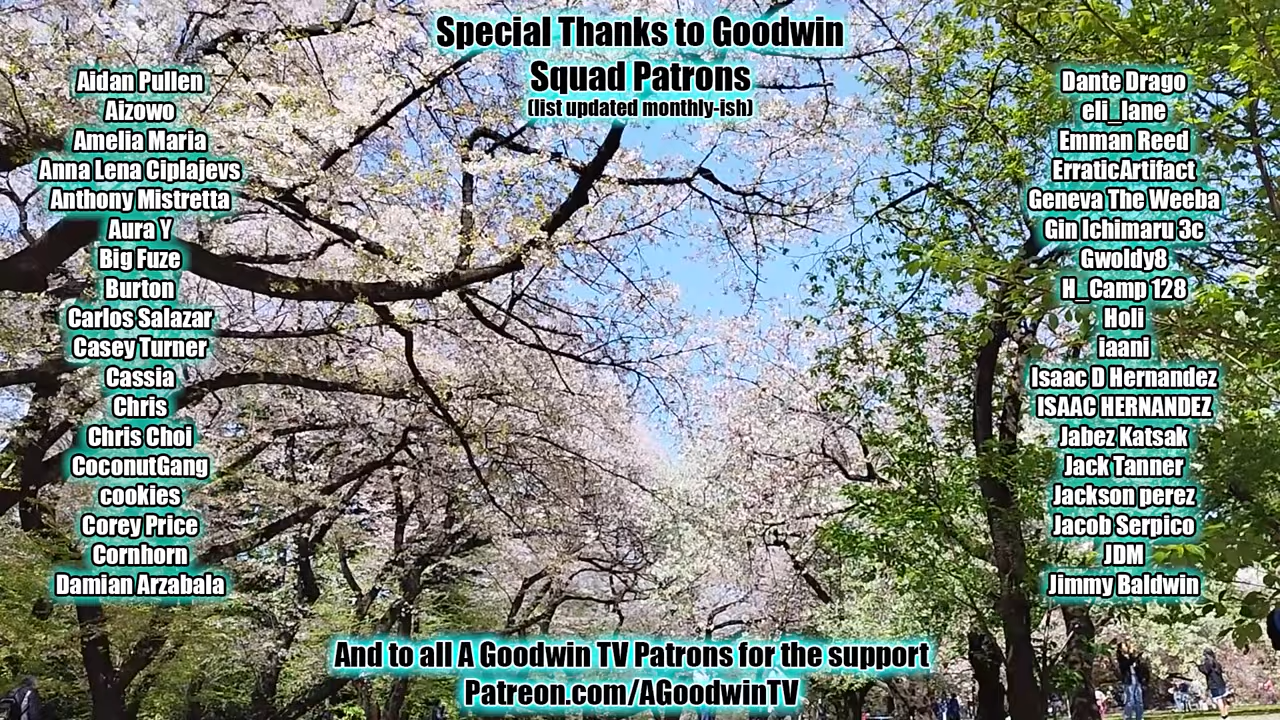 Special Thanks to Goodwin
Squad Patrons
(list updated monthly-ish)
Aidan Pullen
Aizowo
Amelia Maria
Anna Lena Ciplajevs
Anthony Mistretta
Aura Y
Big Fuze
Burton
Carlos Salazar
Casey Turner
Cassia
Chris
Chris Choi
CoconutGang
cookies
Corey Price
Cornhorn
Damian Arzabala
Dante Drago
eli_lane
Emman Reed
ErraticArtifact
Geneva The Weeba
Gin Ichimaru 3c
Gwoldy8
H_Camp 128
Holi
iaani
Isaac D Hernandez
ISAAC HERNANDEZ
Jabez Katsak
Jack Tanner
Jackson perez
Jacob Serpico
JDM
Jimmy Baldwin
And to all A Goodwin TV Patrons for the support
Patreon.com/AGoodwinTV